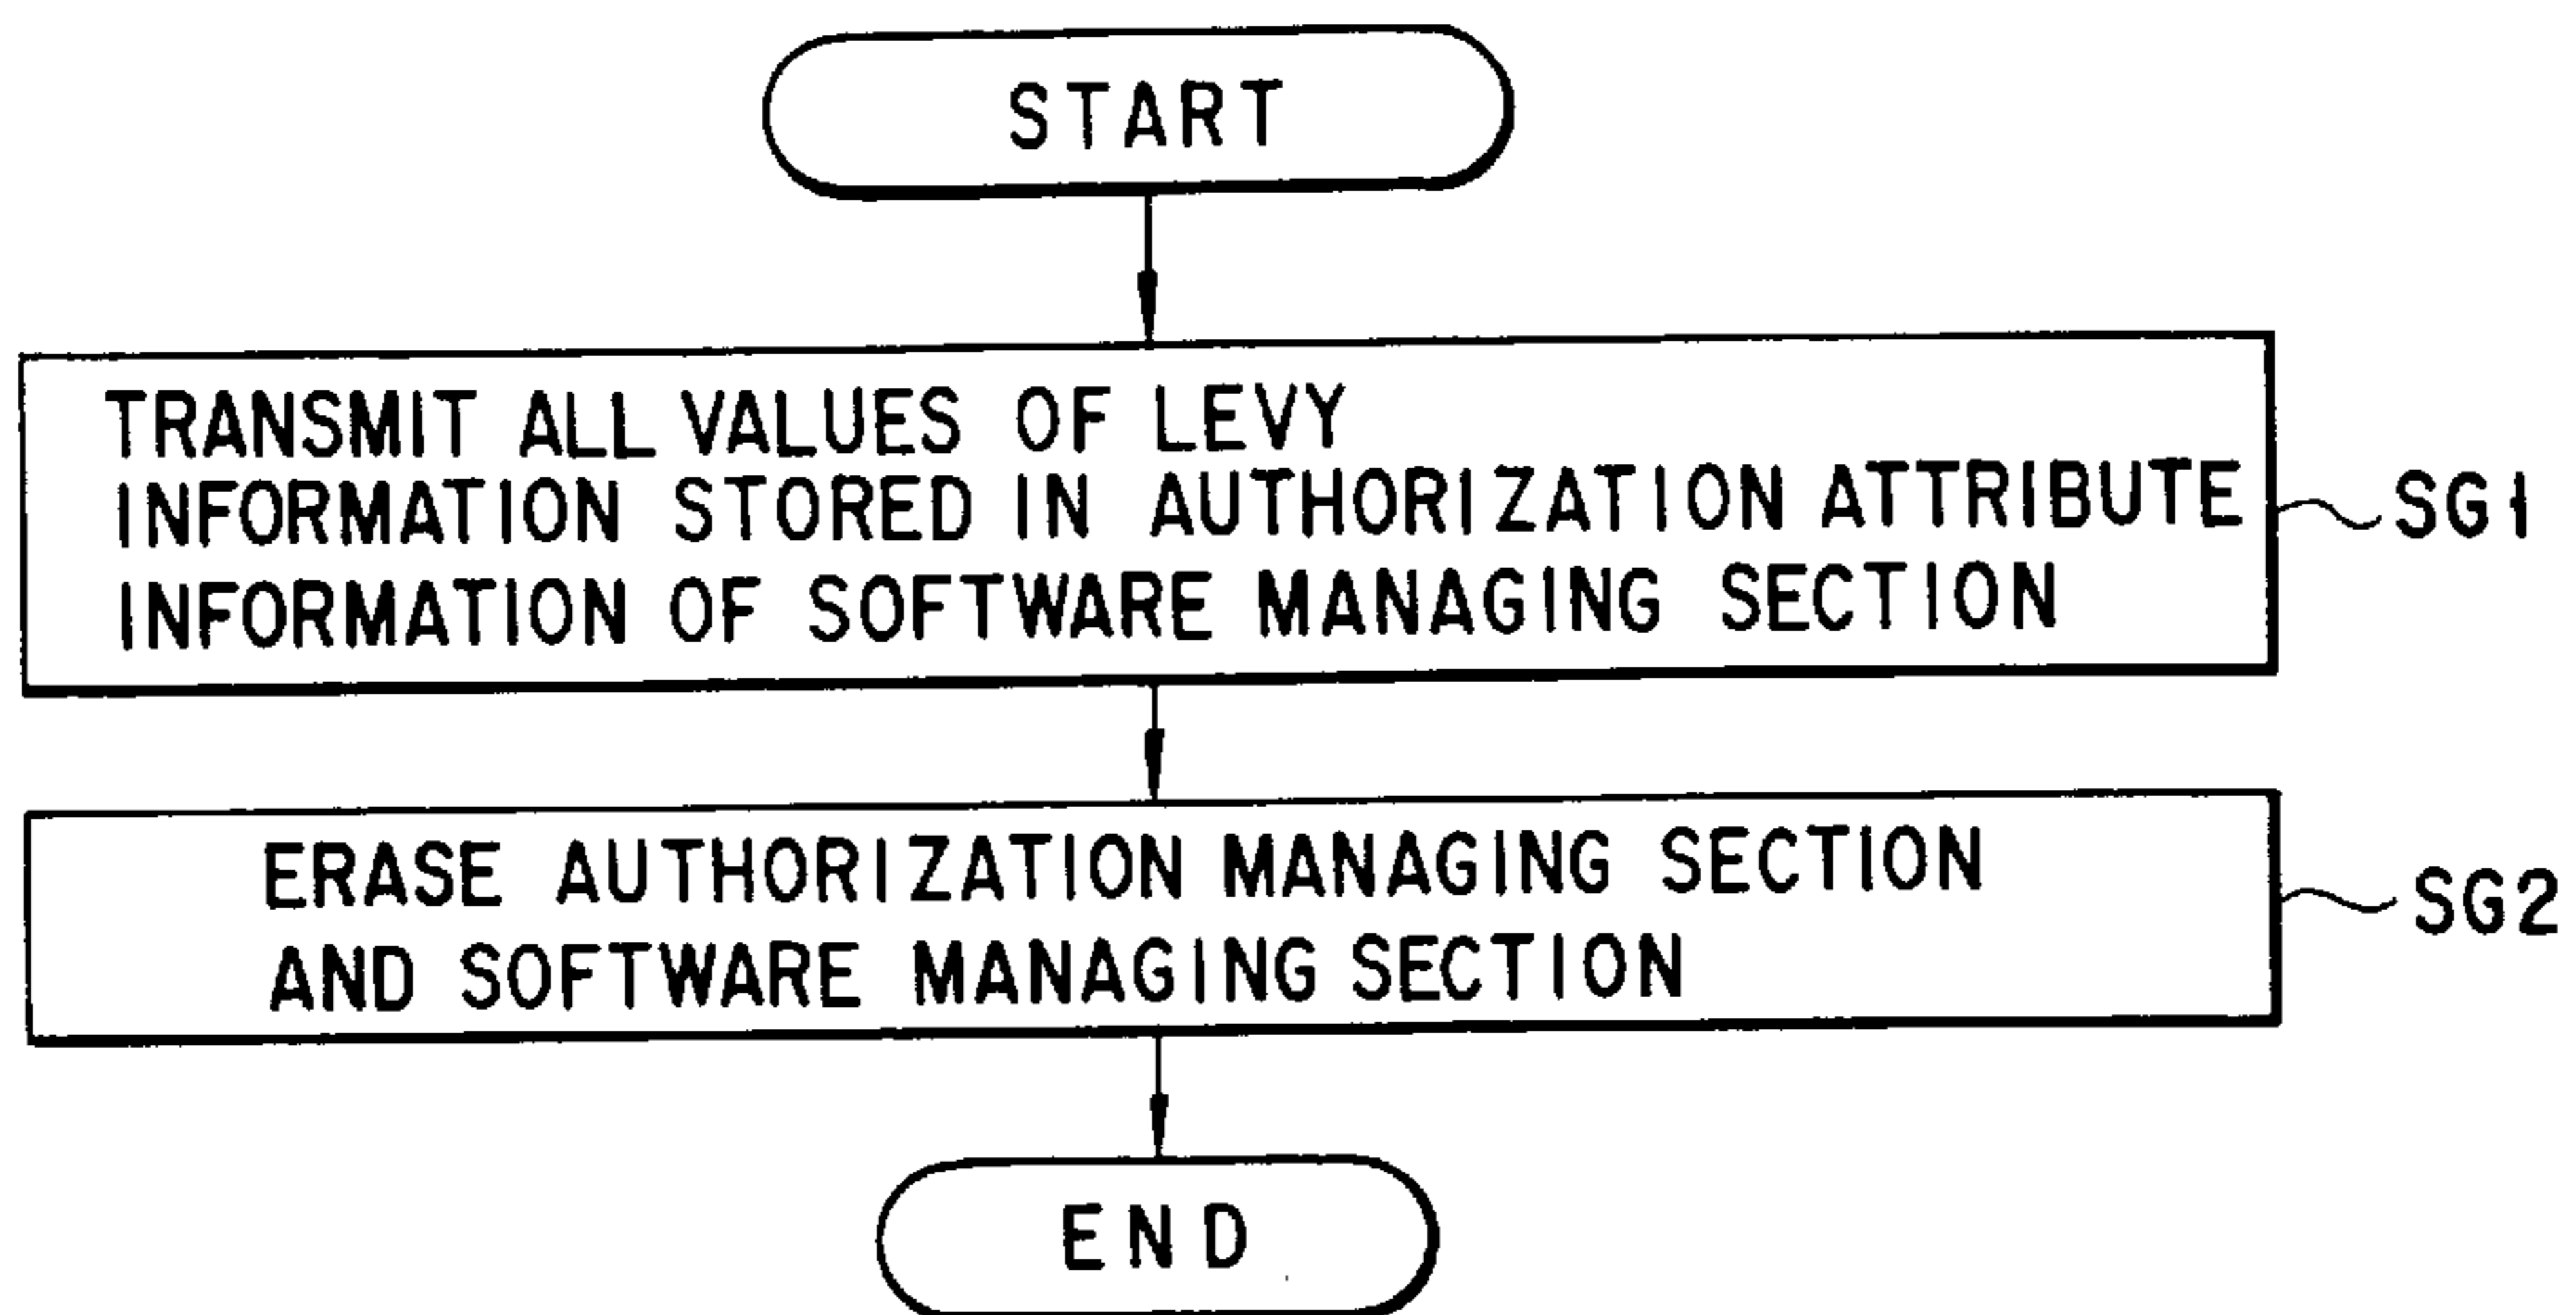 START
TRANSMIT ALL VALUES OF LEVY
INFORMATION STORED IN AUTHORIZATION ATTRIBUTE
INFORMATION OF SOFTWARE MANAGING SECTION
SG1
ERASE AUTHORIZATION MANAGING SECTION
AND SOFTWARE MANAGING SECTION
SG2
END